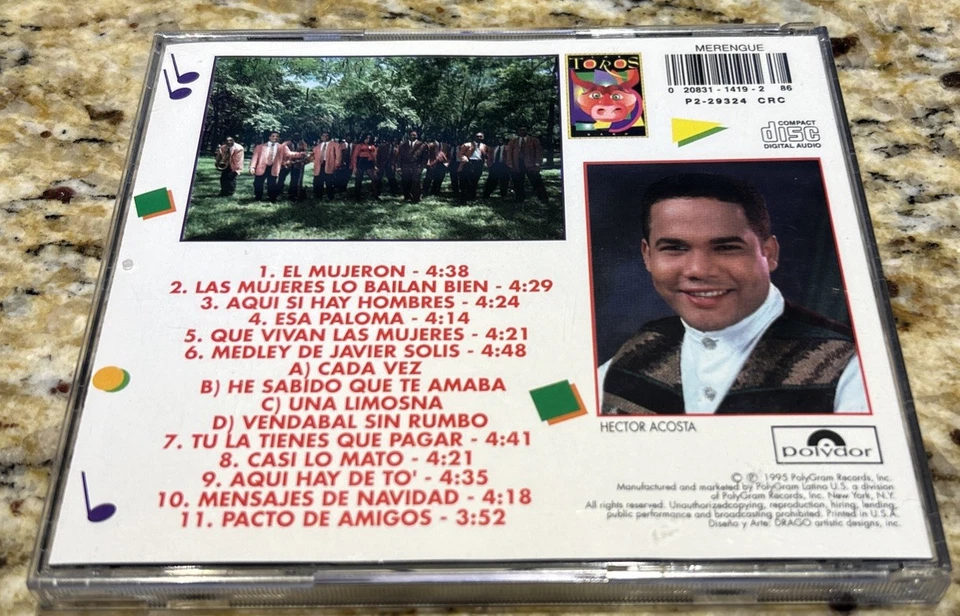 TOROS
MERENGUE
0 20831 - 1419 - 2 86
P2-29324 CRC
COMPACT
disc
DIGITAL AUDIO
1. EL MUJERON - 4:38
2. LAS MUJERES LO BAILAN BIEN - 4:29
3. AQUI SI HAY HOMBRES - 4:24
4. ESA PALOMA - 4:14
5. QUE VIVAN LAS MUJERES - 4:21
6. MEDLEY DE JAVIER SOLIS - 4:48
A) CADA VEZ
B) HE SABIDO QUE TE AMABA
C) UNA LIMOSNA
D) VENDABAL SIN RUMBO
7. TU LA TIENES QUE PAGAR - 4:41
8. CASI LO MATO - 4:21
9. AQUI HAY DE TO' - 4:35
10. MENSAJES DE NAVIDAD - 4:18
11. PACTO DE AMIGOS - 3:52
HECTOR ACOSTA
polydor
© ℗ 1995 PolyGram Records, Inc.
Manufactured and marketed by PolyGram Latino U.S. a division
of PolyGram Records, Inc. New York, N.Y.
All rights reserved. Unauthorizedcopying, reproduction, hiring, lending,
public performance and broadcasting prohibited. Printed in U.S.A.
Diseño y Arte: DRAGO artistic designs, inc.